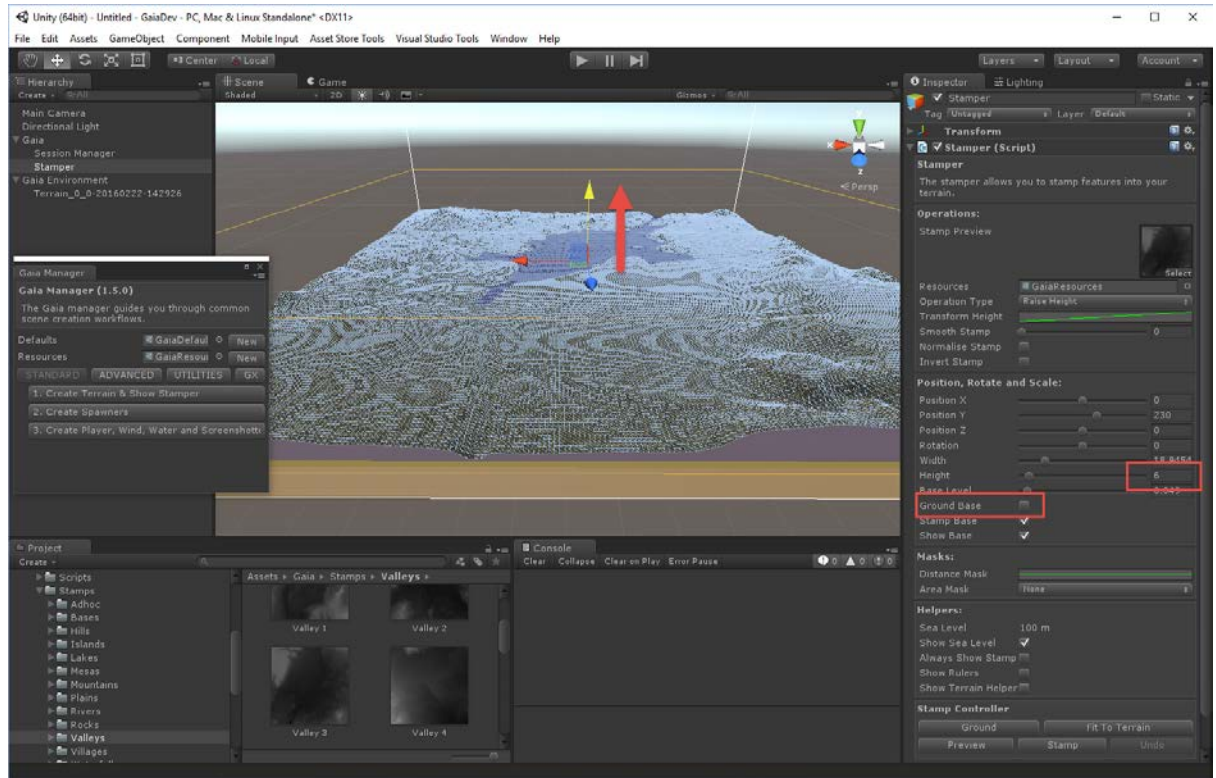 Unity (64bit) - Untitled - GaiaDev - PC, Mac & Linux Standalone* <DX11>
File Edit Assets GameObject Component Mobile Input Asset Store Tools Visual Studio Tools Window Help
Center Local Layers Layout Account
Hierarchy
Create All
Main Camera
Directional Light
Gaia
Session Manager
Stamper
Gaia Environment
Terrain_0_0-20160222-142926
Scene Game
Shaded 2D Gizmos All
z
Persp
Gaia Manager
Gaia Manager (1.5.0)
The Gaia manager guides you through common
scene creation workflows.
Defaults GaiaDefaul New
Resources GaiaResoui New
STANDARD ADVANCED UTILITIES GX
1. Create Terrain & Show Stamper
2. Create Spawners
3. Create Player, Wind, Water and Screenshotte
Project
Create
Scripts
Stamps
Adhoc
Bases
Hills
Islands
Lakes
Mesas
Mountains
Plains
Rivers
Rocks
Valleys
Villages
Assets Gaia Stamps Valleys
Valley 1 Valley 2
Valley 3 Valley 4
Console
Clear Collapse Clear on Play Error Pause 0 0 0
Inspector Lighting
Stamper Static
Tag Untagged Layer Default
Transform
Stamper (Script)
Stamper
The stamper allows you to stamp features into your
terrain.
Operations:
Stamp Preview
Select
Resources GaiaResources
Operation Type Raise Height
Transform Height
Smooth Stamp 0
Normalise Stamp
Invert Stamp
Position, Rotate and Scale:
Position X 0
Position Y 230
Position Z 0
Rotation 0
Width 18.9454
Height 6
Base Level 0.045
Ground Base
Stamp Base
Show Base
Masks:
Distance Mask
Area Mask None
Helpers:
Sea Level 100 m
Show Sea Level
Always Show Stamp
Show Rulers
Show Terrain Helper
Stamp Controller
Ground Fit To Terrain
Preview Stamp Undo